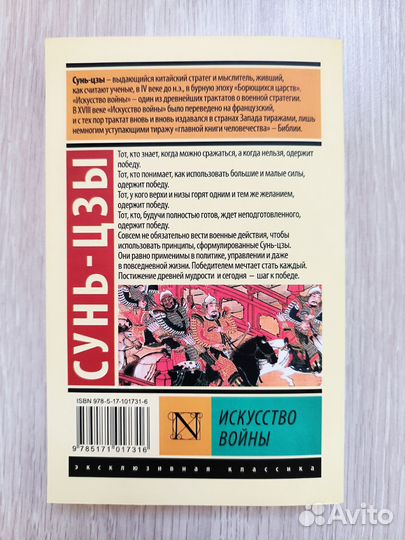 Сунь-цзы – выдающийся китайский стратег и мыслитель, живший,
как считают ученые, в IV веке до н.э., в бурную эпоху «Борющихся царств».
«Искусство войны» – один из древнейших трактатов о военной стратегии.
В XVIII веке «Искусство войны» было переведено на французский,
и с тех пор трактат вновь и вновь издавался в странах Запада тиражами, лишь
немногим уступающими тиражу «главной книги человечества» – Библии.
СУНЬ-ЦЗЫ
Тот, кто знает, когда можно сражаться, а когда нельзя, одержит
победу.
Тот, кто понимает, как использовать большие и малые силы,
одержит победу.
Тот, у кого верхи и низы горят одним и тем же желанием,
одержит победу.
Тот, кто, будучи полностью готов, ждет неподготовленного,
одержит победу.
Совсем не обязательно вести военные действия, чтобы
использовать принципы, сформулированные Сунь-цзы.
Они равно применимы в политике, управлении и даже
в повседневной жизни. Победителем мечтает стать каждый.
Постижение древней мудрости и сегодня – шаг к победе.
ISBN 978-5-17-101731-6
9 785171 017316
N
ИСКУССТВО
ВОЙНЫ
эксклюзивная классика
Avito